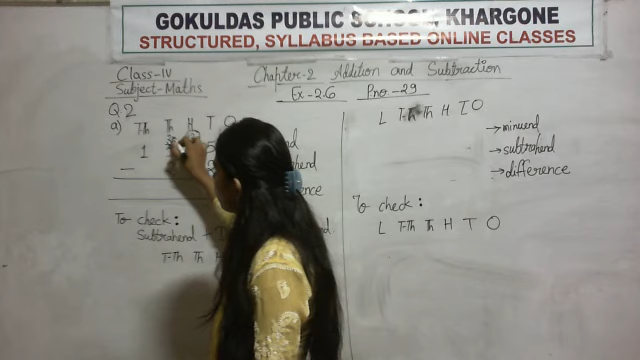 GOKULDAS PUBLIC SCHOOL, KHARGONE
STRUCTURED, SYLLABUS BASED ONLINE CLASSES
Class-IV
Subject-Maths
Chapter-2 Addition and Subtraction
Ex-2.6 Pno-29
Q.2
a) T-Th Th H T O
1
-
To check:
Subtrahend +
T-Th Th H
L T-Th Th H T O
→minuend
→subtrahend
→difference
To check:
L T-Th Th H T O